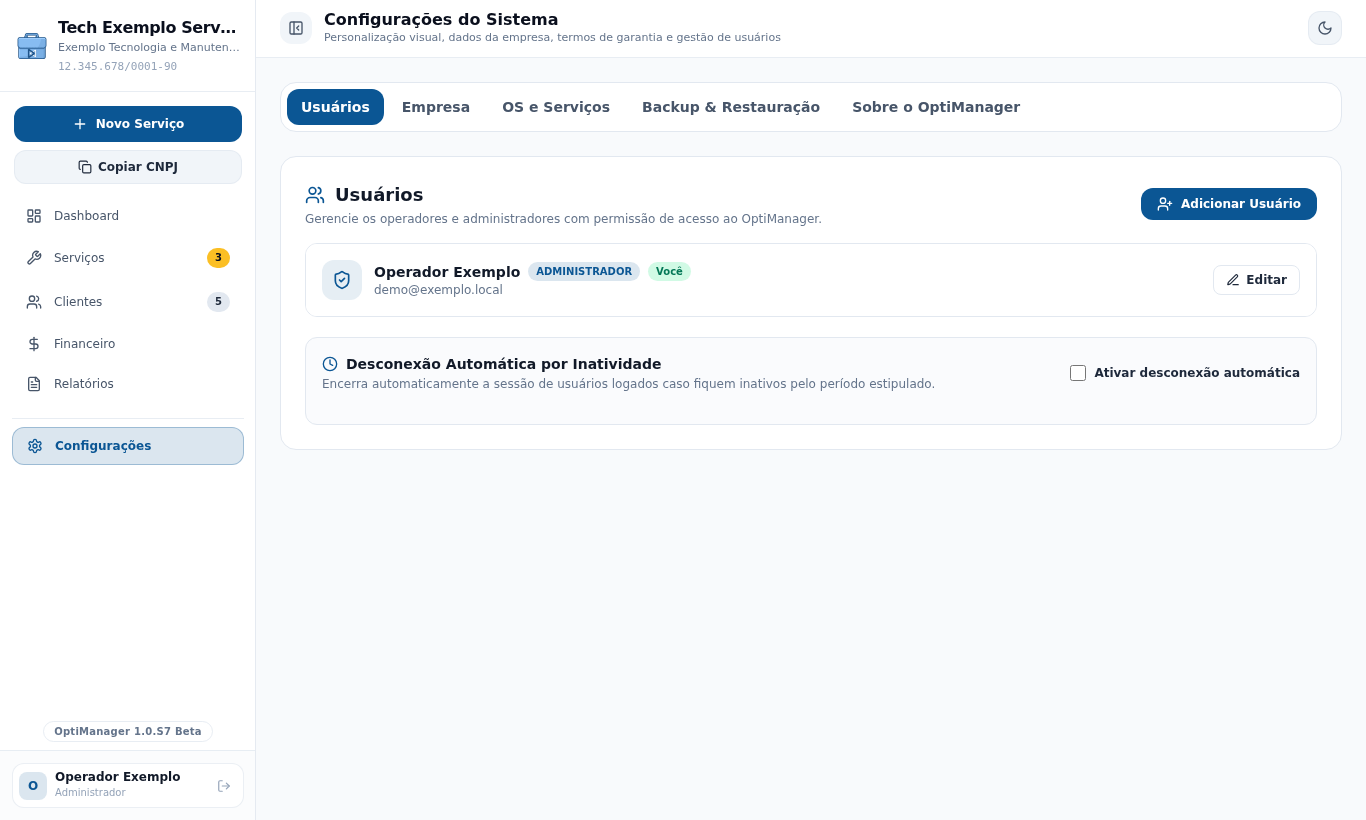 Tech Exemplo Serv...
Exemplo Tecnologia e Manuten...
12.345.678/0001-90
Novo Serviço
Copiar CNPJ
Dashboard
Serviços 3
Clientes 5
Financeiro
Relatórios
Configurações
OptiManager 1.0.S7 Beta
O
Operador Exemplo
Administrador
Configurações do Sistema
Personalização visual, dados da empresa, termos de garantia e gestão de usuários
Usuários Empresa OS e Serviços Backup & Restauração Sobre o OptiManager
Usuários
Gerencie os operadores e administradores com permissão de acesso ao OptiManager.
Adicionar Usuário
Operador Exemplo ADMINISTRADOR Você
demo@exemplo.local
Editar
Desconexão Automática por Inatividade
Encerra automaticamente a sessão de usuários logados caso fiquem inativos pelo período estipulado.
Ativar desconexão automática